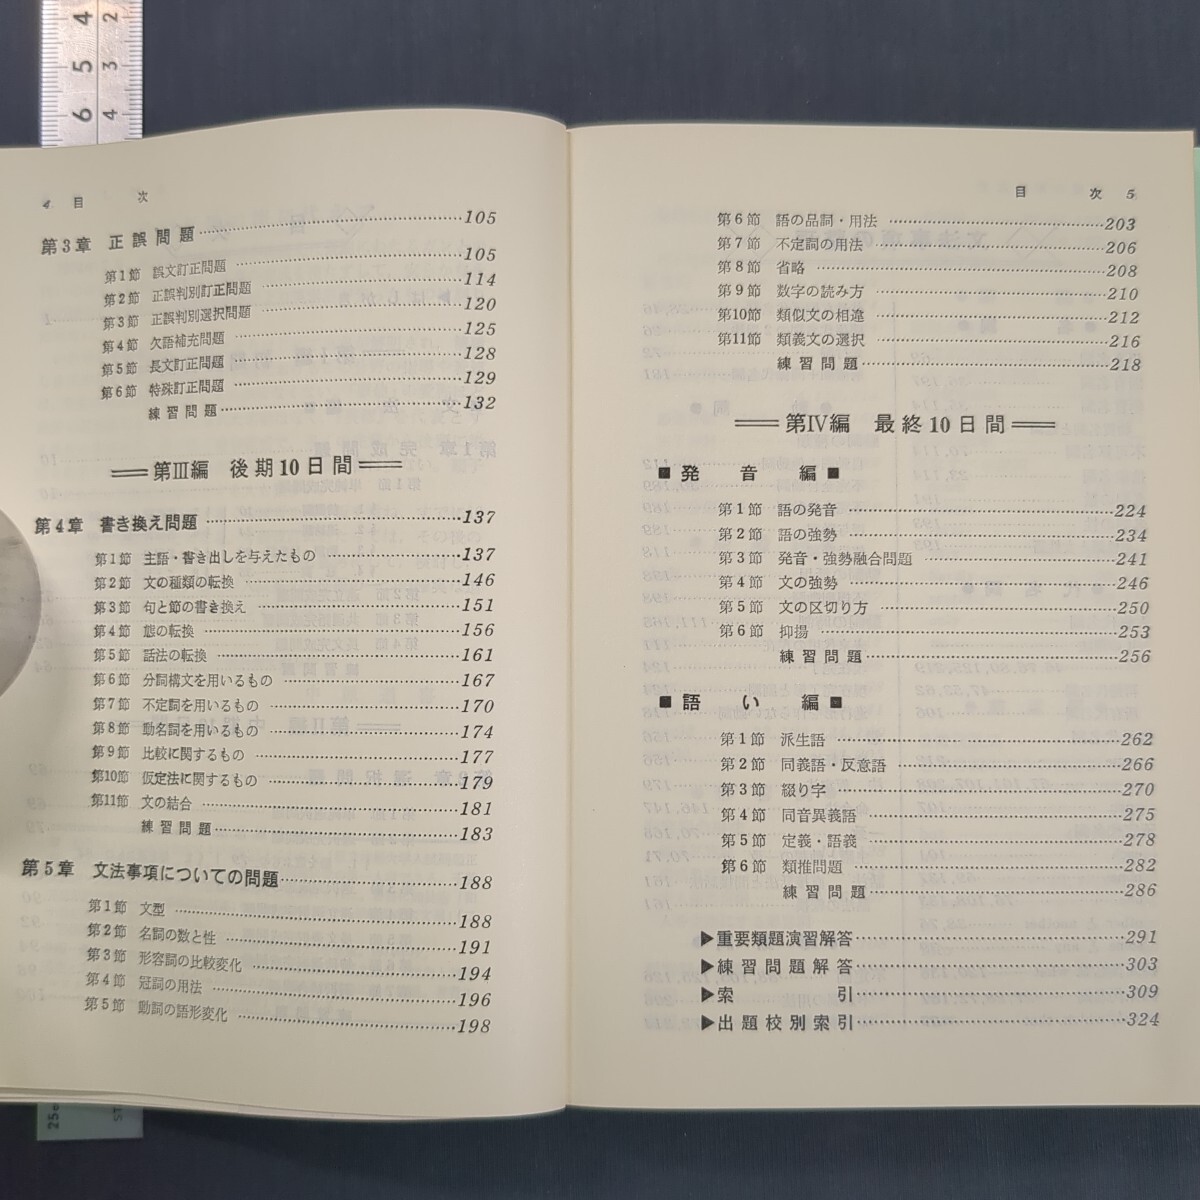 4 目 次
第3章 正誤問題 105
第1節 誤文訂正問題 105
第2節 正誤判別訂正問題 114
第3節 正誤判別選択問題 120
第4節 欠語補充問題 125
第5節 長文訂正問題 128
第6節 特殊訂正問題 129
練習問題 132
第III編 後期10日間
第4章 書き換え問題 137
第1節 主語・書き出しを与えたもの 137
第2節 文の種類の転換 146
第3節 句と節の書き換え 151
第4節 態の転換 156
第5節 話法の転換 161
第6節 分詞構文を用いるもの 167
第7節 不定詞を用いるもの 170
第8節 動名詞を用いるもの 174
第9節 比較に関するもの 177
第10節 仮定法に関するもの 179
第11節 文の結合 181
練習問題 183
第5章 文法事項についての問題 188
第1節 文型 188
第2節 名詞の数と性 191
第3節 形容詞の比較変化 194
第4節 冠詞の用法 196
第5節 動詞の語形変化 198
目 次 5
第6節 語の品詞・用法 203
第7節 不定詞の用法 206
第8節 省略 208
第9節 数字の読み方 210
第10節 類似文の相違 212
第11節 類義文の選択 216
練習問題 218
第IV編 最終10日間
■発音編■
第1節 語の発音 224
第2節 語の強勢 234
第3節 発音・強勢融合問題 241
第4節 文の強勢 246
第5節 文の区切り方 250
第6節 抑揚 253
練習問題 256
■語い編■
第1節 派生語 262
第2節 同義語・反意語 266
第3節 綴り字 270
第4節 同音異義語 275
第5節 定義・語義 278
第6節 類推問題 282
練習問題 286
▶重要類題演習解答 291
▶練習問題解答 303
▶索引 309
▶出題校別索引 324